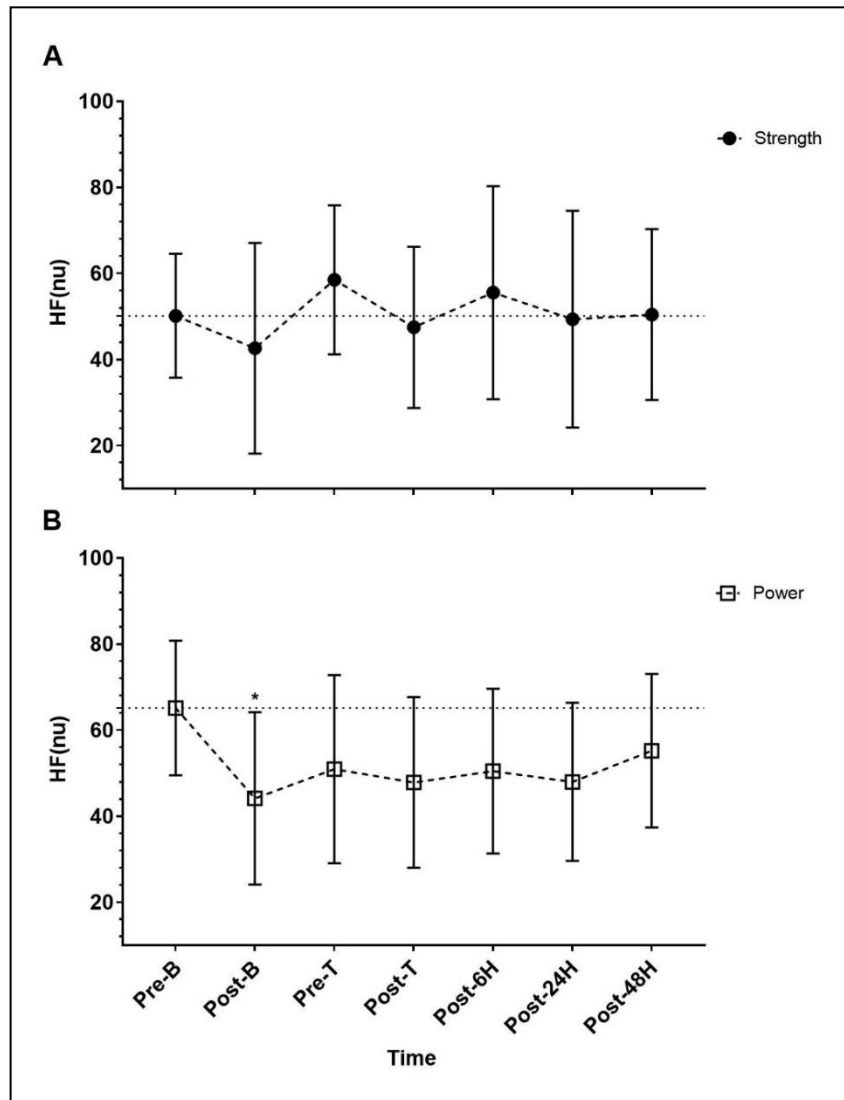 A
100
80
60
40
20
HF(nu)
Strength
B
100
80
60
40
20
HF(nu)
*
Power
Pre-B
Post-B
Pre-T
Post-T
Post-6H
Post-24H
Post-48H
Time